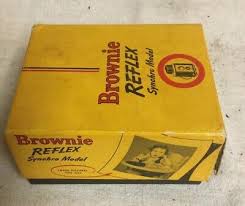 Brownie
REFLEX
Synchro Model
Brownie
REFLEX
Synchro Model